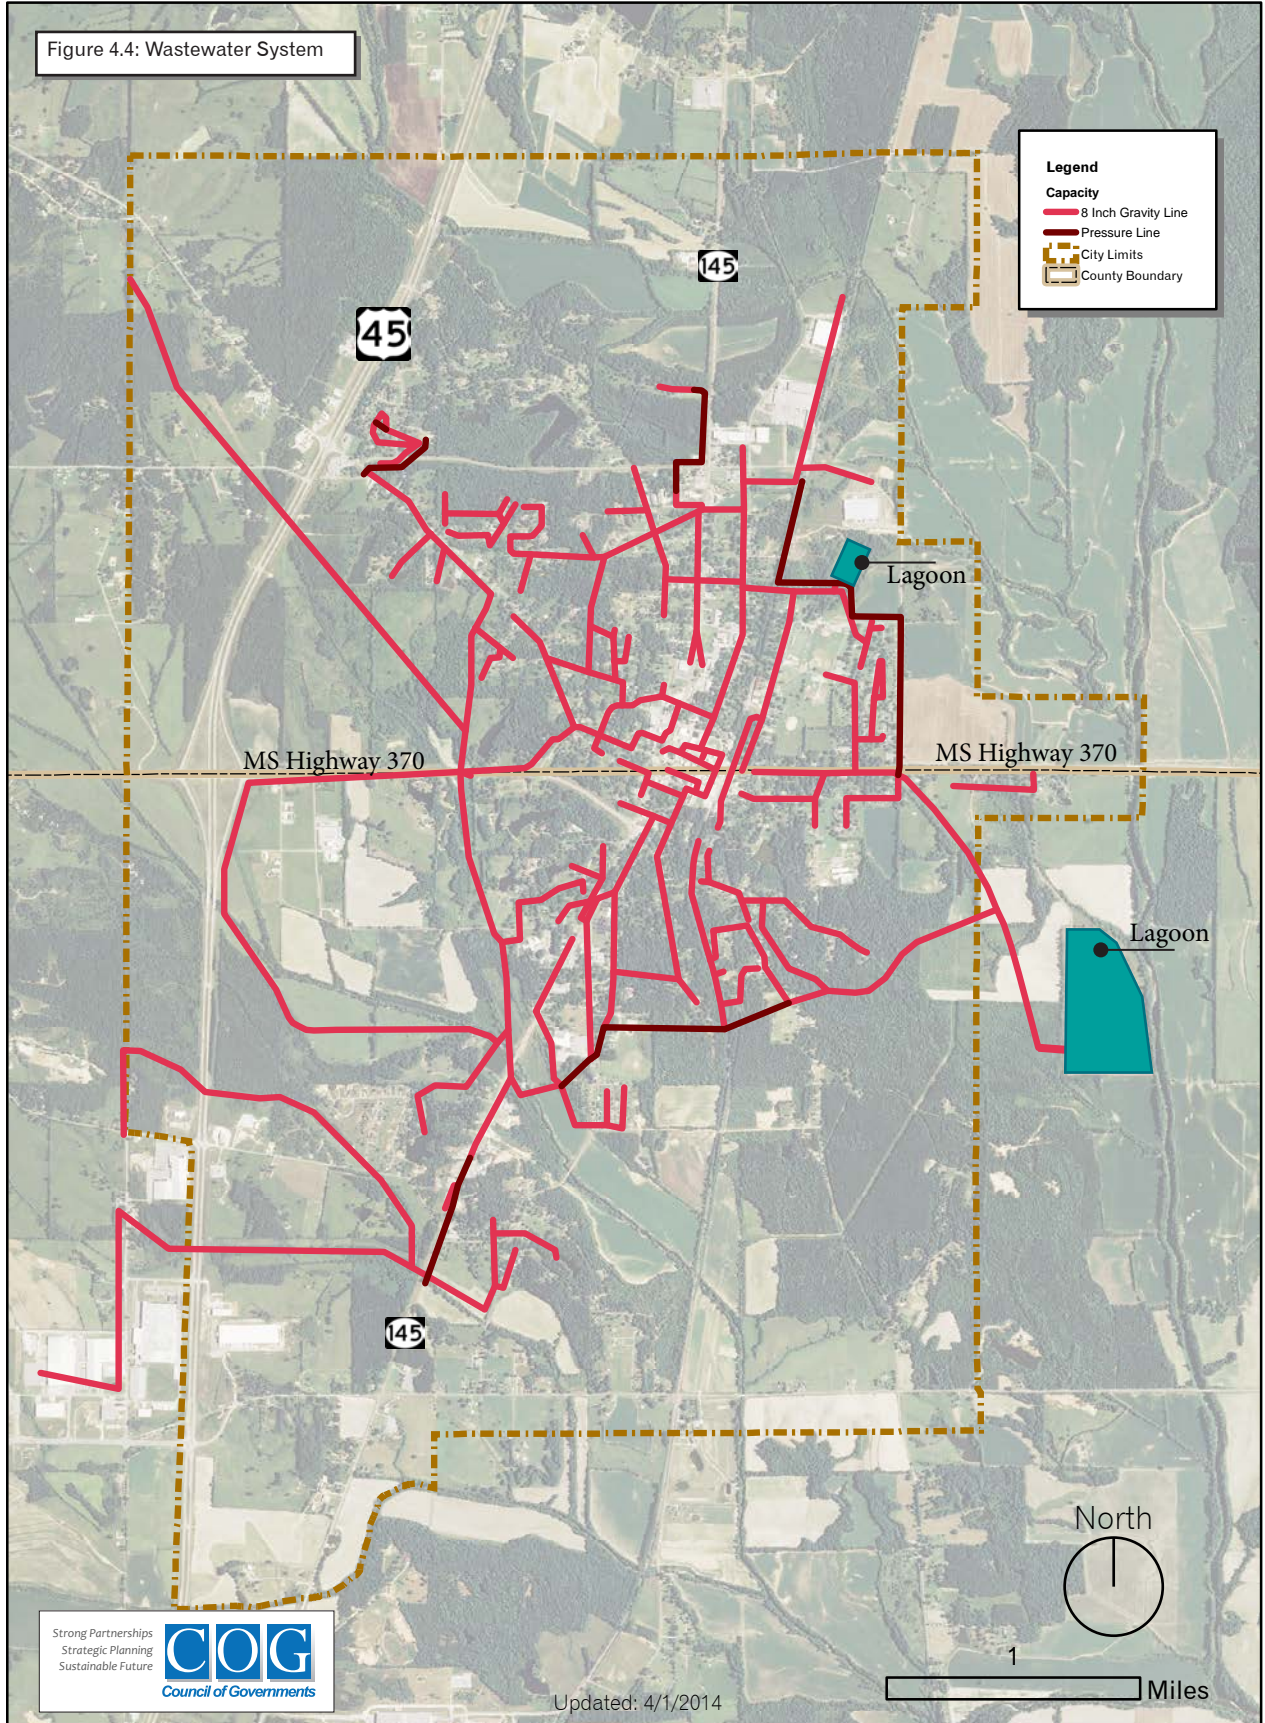 Figure 4.4: Wastewater System
Legend
Capacity
8 Inch Gravity Line
Pressure Line
City Limits
County Boundary
145
45
Lagoon
MS Highway 370
MS Highway 370
Lagoon
145
North
1
Miles
Strong Partnerships
Strategic Planning
Sustainable Future
COG
Council of Governments
Updated: 4/1/2014